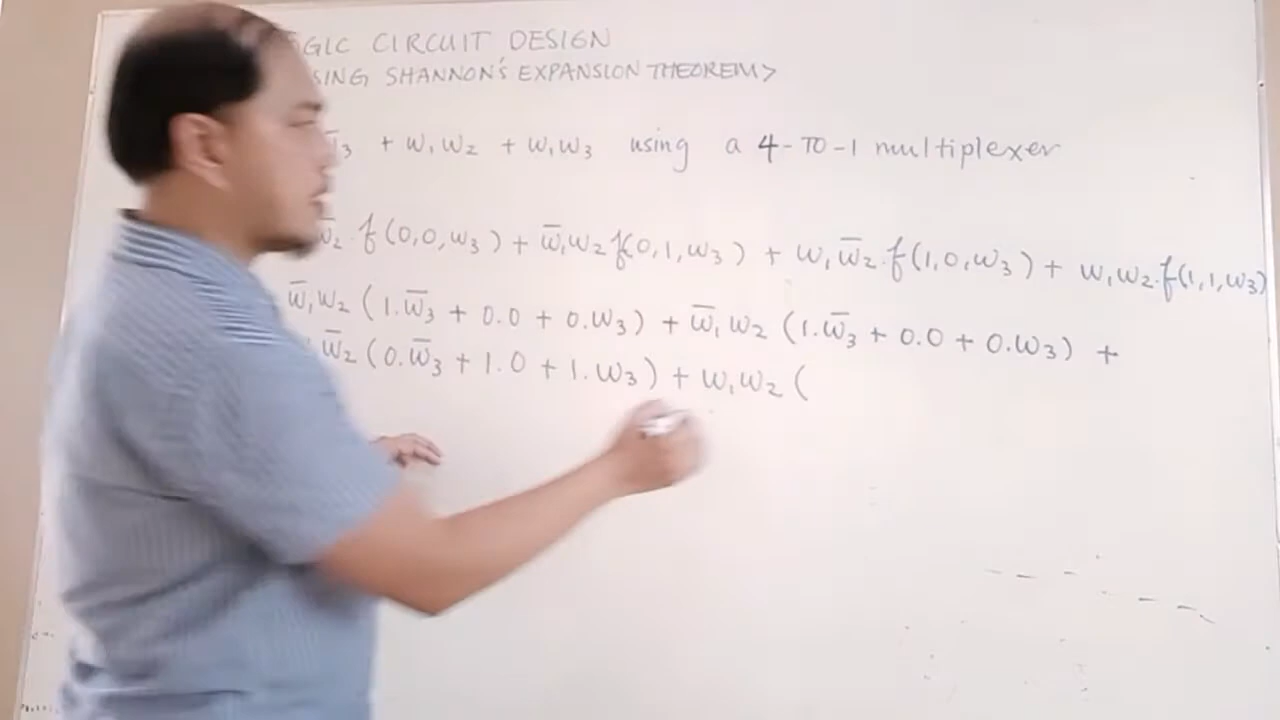 GIC CIRCUIT DESIGN
SING SHANNON'S EXPANSION THEOREM>
w̅₃ + w₁w₂ + w₁w₃ using a 4-TO-1 multiplexer
w̅₂·f(0,0,w₃) + w̅₁w₂f(0,1,w₃) + w₁w̅₂·f(1,0,w₃) + w₁w₂·f(1,1,w₃)
w̅₁w₂(1.w̅₃ + 0.0 + 0.w₃) + w̅₁w₂(1.w̅₃ + 0.0 + 0.w₃) +
w̅₂(0.w̅₃ + 1.0 + 1.w₃) + w₁w₂(